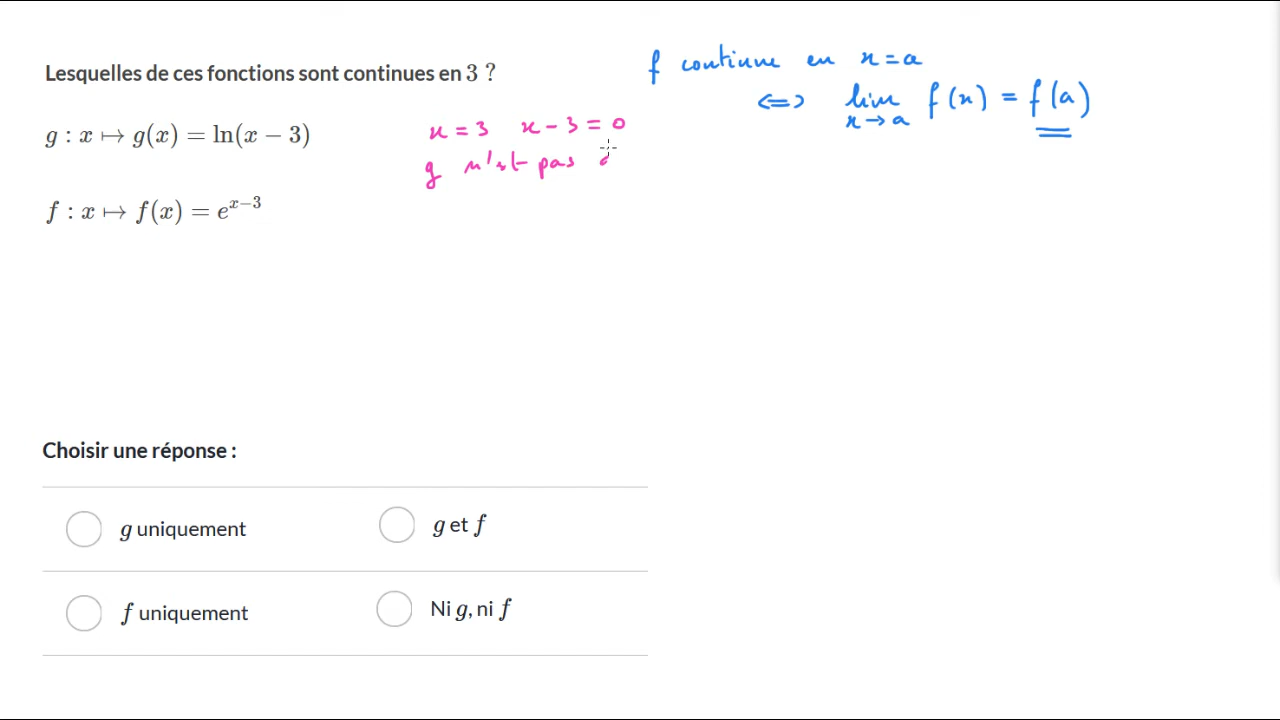 Lesquelles de ces fonctions sont continues en 3 ?
f continue en x = a
⟺ lim f(x) = f(a)
x→a
g : x ↦ g(x) = ln(x − 3)
x = 3 x − 3 = 0
g n'est pas
f : x ↦ f(x) = e^{x−3}
Choisir une réponse :
g uniquement
g et f
f uniquement
Ni g, ni f